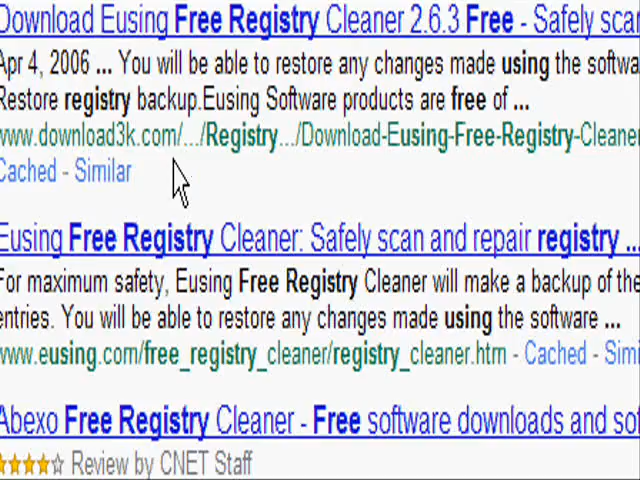 Download Eusing Free Registry Cleaner 2.6.3 Free - Safely scan
Apr 4, 2006 ... You will be able to restore any changes made using the softwa
Restore registry backup.Eusing Software products are free of ...
www.download3k.com/.../Registry.../Download-Eusing-Free-Registry-Cleaner
Cached - Similar
Eusing Free Registry Cleaner: Safely scan and repair registry ...
For maximum safety, Eusing Free Registry Cleaner will make a backup of the
entries. You will be able to restore any changes made using the software ...
www.eusing.com/free_registry_cleaner/registry_cleaner.htm - Cached - Simi
Abexo Free Registry Cleaner - Free software downloads and sof
Review by CNET Staff